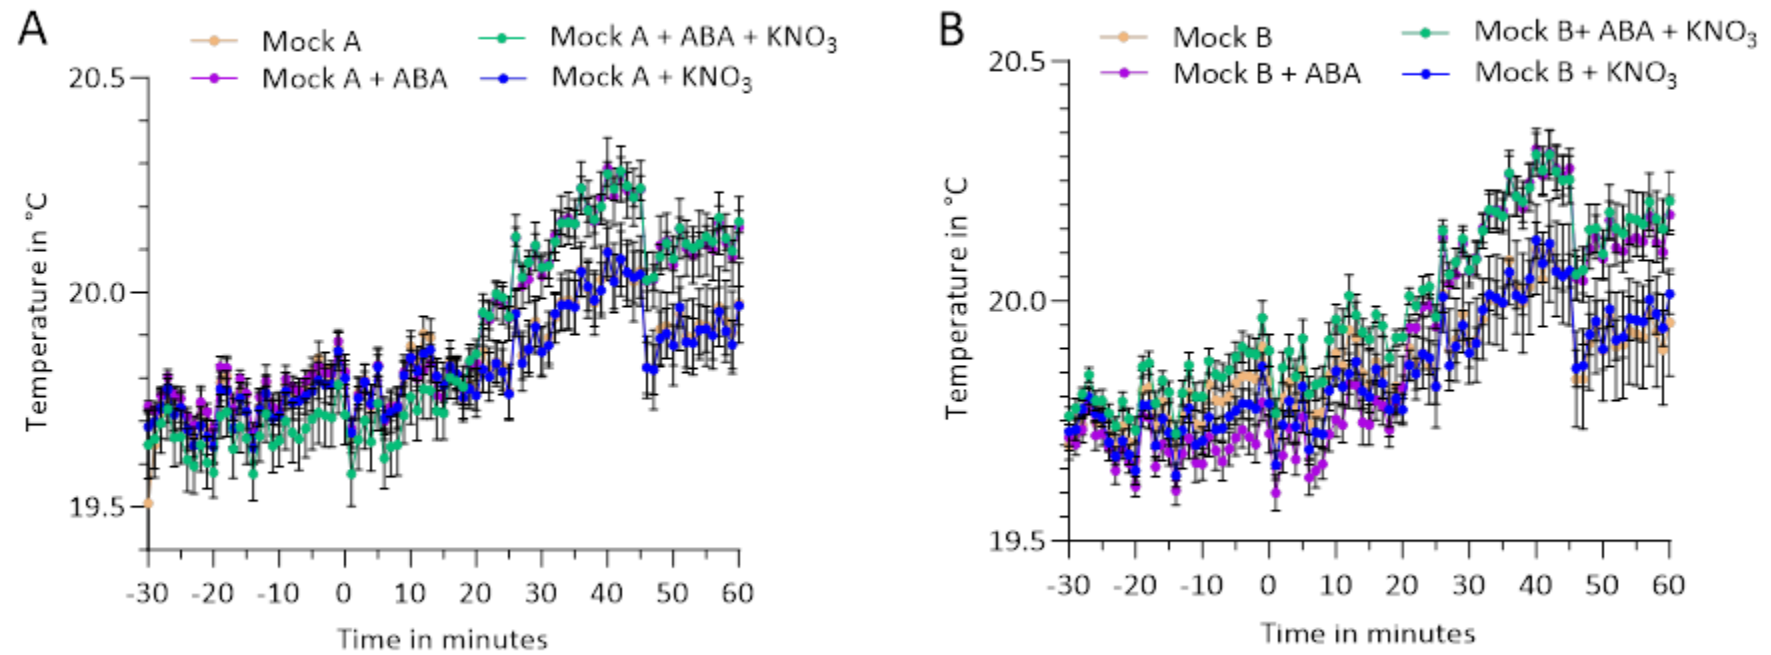 A
Mock A
Mock A + ABA + KNO₃
Mock A + ABA
Mock A + KNO₃
20.5
20.0
19.5
Temperature in °C
-30 -20 -10 0 10 20 30 40 50 60
Time in minutes
B
Mock B
Mock B+ ABA + KNO₃
Mock B + ABA
Mock B + KNO₃
20.5
20.0
19.5
Temperature in °C
-30 -20 -10 0 10 20 30 40 50 60
Time in minutes